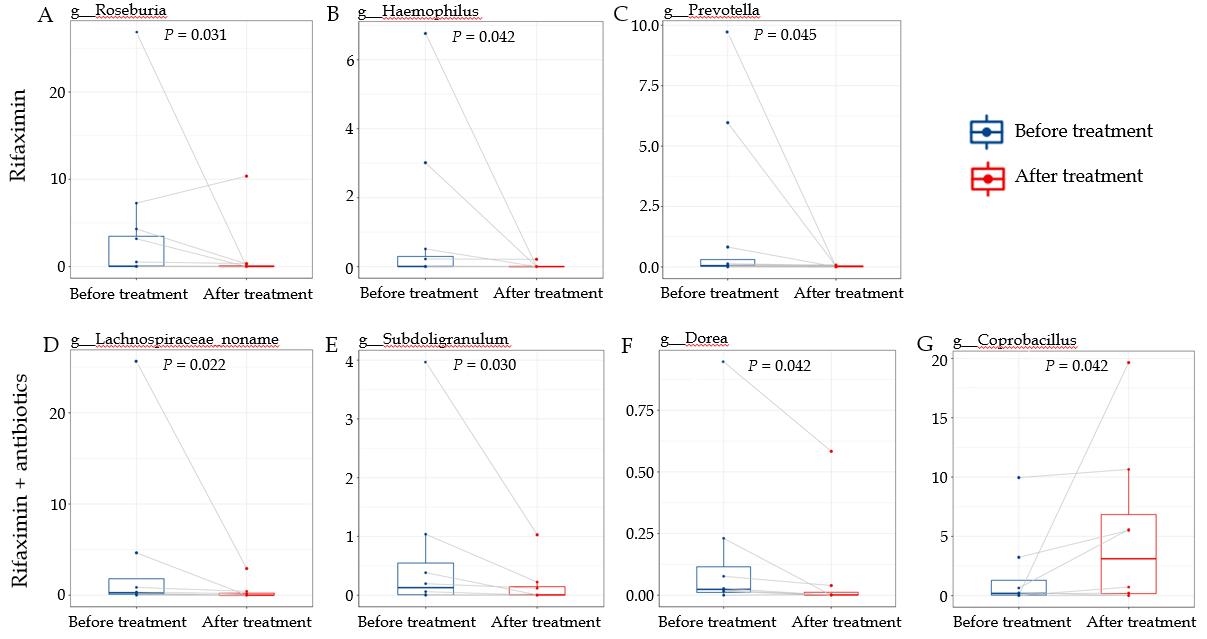 A g__Roseburia
P = 0.031
20
10
0
Before treatment After treatment
B g__Haemophilus
P = 0.042
6
4
2
0
Before treatment After treatment
C g__Prevotella
P = 0.045
10.0
7.5
5.0
2.5
0.0
Before treatment After treatment
Rifaximin
Before treatment
After treatment
D g__Lachnospiraceae_noname
P = 0.022
20
10
0
Before treatment After treatment
E g__Subdoligranulum
P = 0.030
4
3
2
1
0
Before treatment After treatment
F g__Dorea
P = 0.042
0.75
0.50
0.25
0.00
Before treatment After treatment
G g__Coprobacillus
P = 0.042
20
15
10
5
0
Before treatment After treatment
Rifaximin + antibiotics